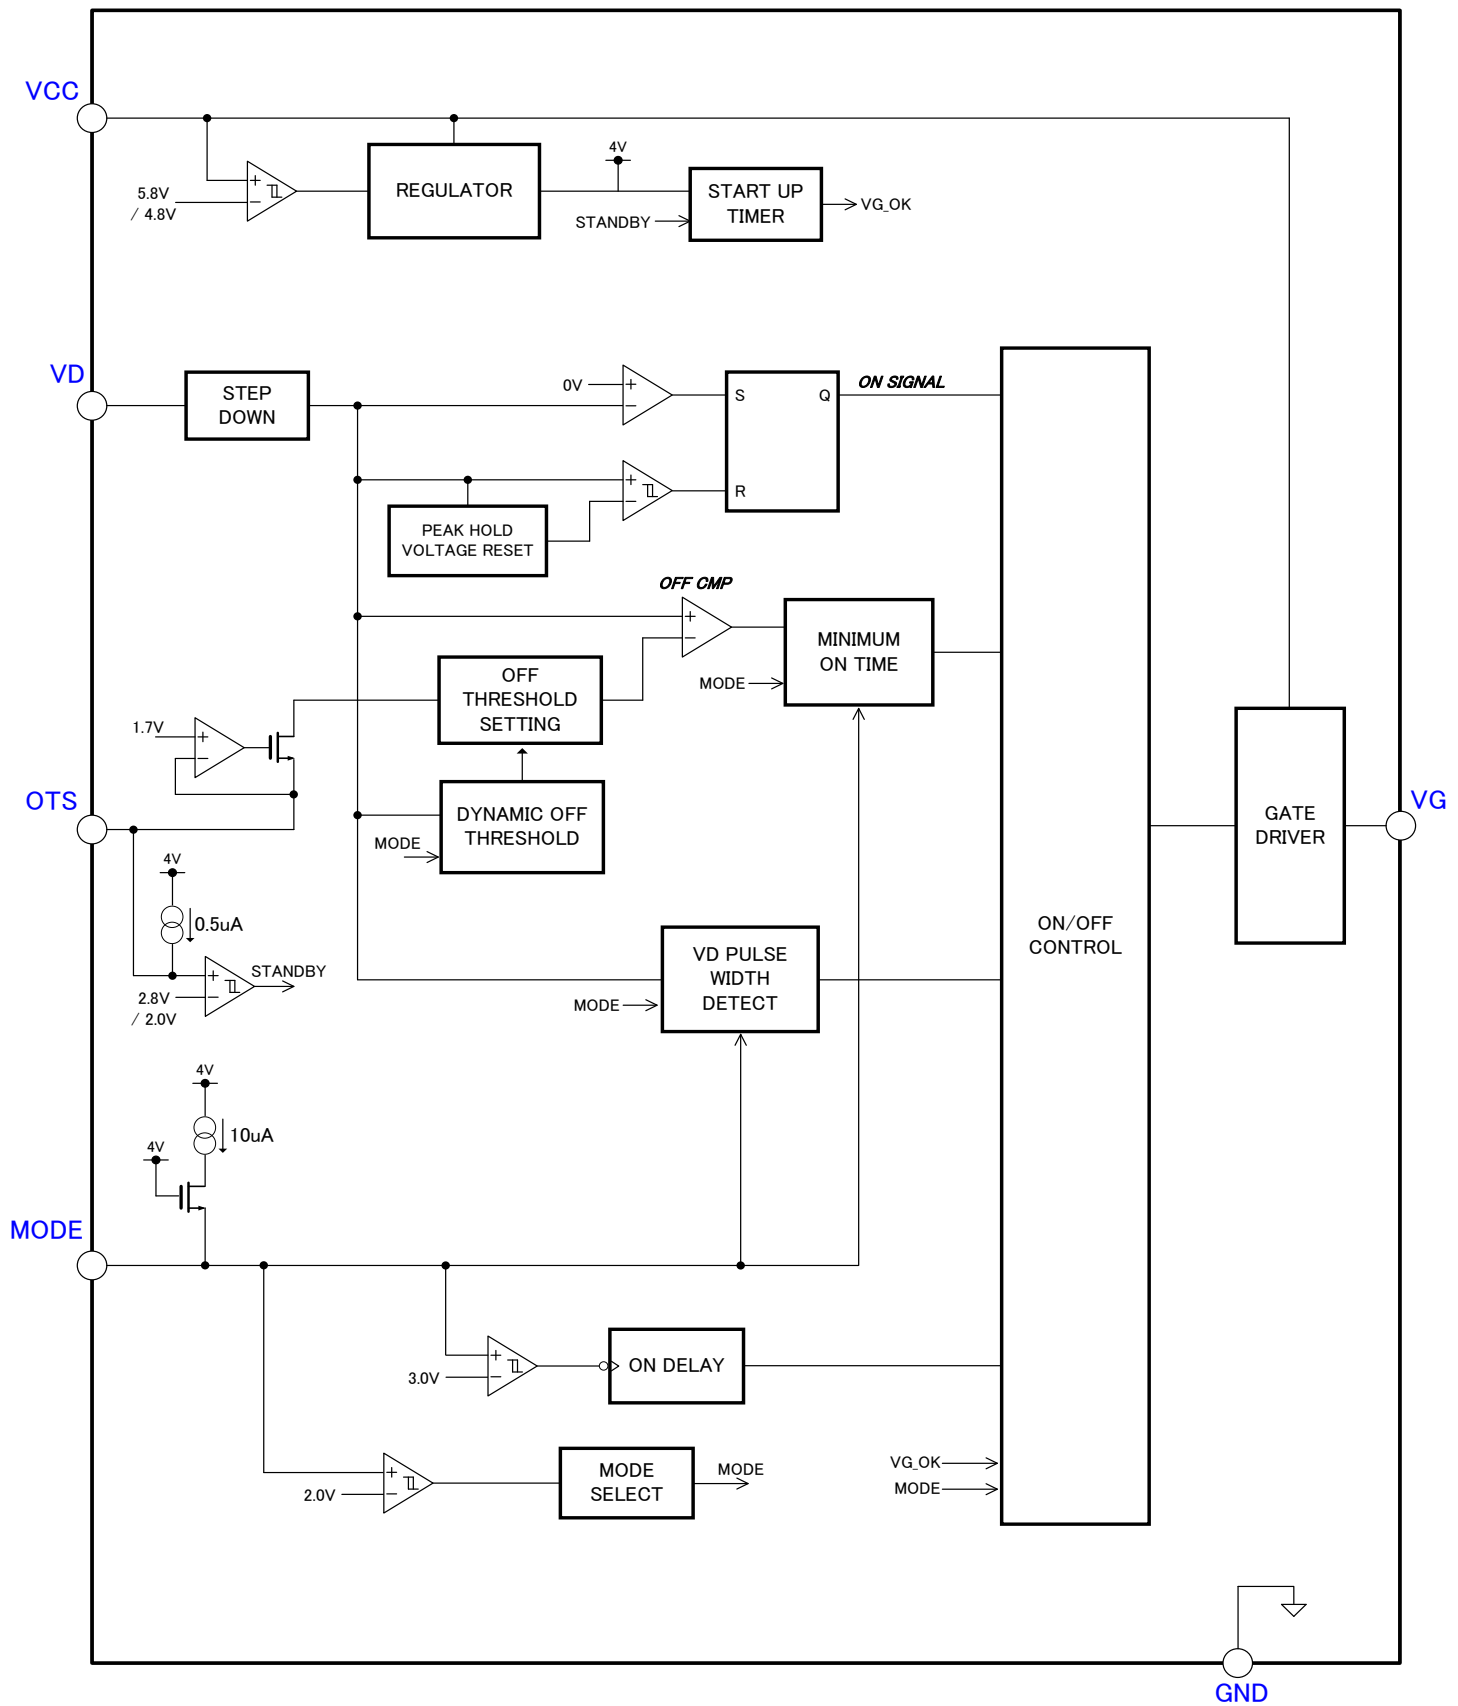 VCC
4V
5.8V
/ 4.8V
+
−
REGULATOR
START UP
TIMER
STANDBY
VG_OK
VD
STEP
DOWN
0V
+
−
S
Q
R
ON SIGNAL
+
−
PEAK HOLD
VOLTAGE RESET
OFF CMP
+
−
MINIMUM
ON TIME
MODE
OFF
THRESHOLD
SETTING
1.7V
+
−
OTS
DYNAMIC OFF
THRESHOLD
MODE
GATE
DRIVER
VG
4V
0.5uA
STANDBY
+
−
2.8V
/ 2.0V
VD PULSE
WIDTH
DETECT
MODE
ON/OFF
CONTROL
4V
10uA
4V
MODE
+
−
3.0V
ON DELAY
+
−
2.0V
MODE
SELECT
MODE
VG_OK
MODE
GND